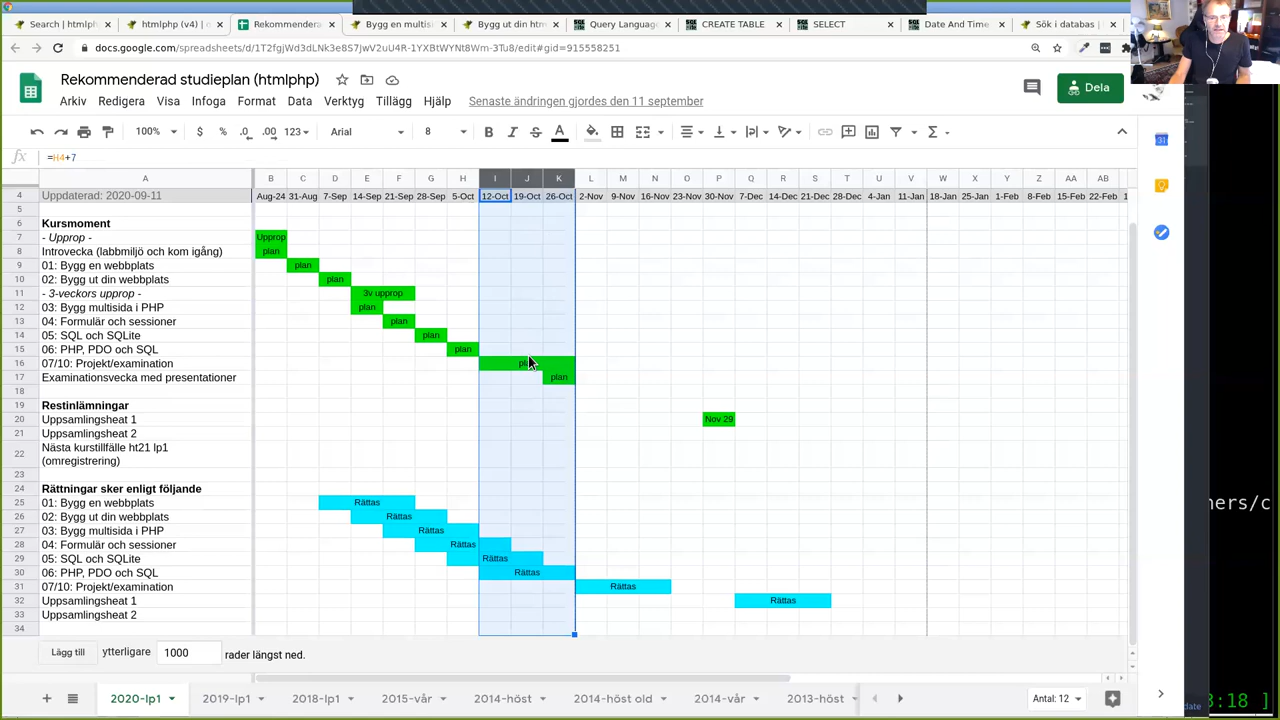 Search | htmlp
htmlphp (v4)
Rekommendera
Bygg en multis
Bygg ut din htm
Query Languag
CREATE TABLE
SELECT
Date And Time
Sök i databas
docs.google.com/spreadsheets/d/1T2fgjWd3dLNk3e8S7JwV2uU4R-1YXBtWYNt8Wm-3Tu8/edit#gid=915558251
Rekommenderad studieplan (htmlphp)
Dela
Arkiv Redigera Visa Infoga Format Data Verktyg Tillägg Hjälp Senaste ändringen gjordes den 11 september
100% $ % .0 .00 123 Arial 8
fx =H4+7
A B C D E F G H I J K L M N O P Q R S T U V W X Y Z AA AB
4 Uppdaterad: 2020-09-11 Aug-24 31-Aug 7-Sep 14-Sep 21-Sep 28-Sep 5-Oct 12-Oct 19-Oct 26-Oct 2-Nov 9-Nov 16-Nov 23-Nov 30-Nov 7-Dec 14-Dec 21-Dec 28-Dec 4-Jan 11-Jan 18-Jan 25-Jan 1-Feb 8-Feb 15-Feb 22-Feb
5
6 Kursmoment
7 - Upprop - Upprop
8 Introvecka (labbmiljö och kom igång) plan
9 01: Bygg en webbplats plan
10 02: Bygg ut din webbplats plan
11 - 3-veckors upprop - 3v upprop
12 03: Bygg multisida i PHP plan
13 04: Formulär och sessioner plan
14 05: SQL och SQLite plan
15 06: PHP, PDO och SQL plan
16 07/10: Projekt/examination
17 Examinationsvecka med presentationer plan
18
19 Restinlämningar
20 Uppsamlingsheat 1 Nov 29
21 Uppsamlingsheat 2
22 Nästa kurstillfälle ht21 lp1
(omregistrering)
23
24 Rättningar sker enligt följande
25 01: Bygg en webbplats Rättas
26 02: Bygg ut din webbplats Rättas
27 03: Bygg multisida i PHP Rättas
28 04: Formulär och sessioner Rättas
29 05: SQL och SQLite Rättas
30 06: PHP, PDO och SQL Rättas
31 07/10: Projekt/examination Rättas
32 Uppsamlingsheat 1 Rättas
33 Uppsamlingsheat 2
34
Lägg till ytterligare 1000 rader längst ned.
2020-lp1 2019-lp1 2018-lp1 2015-vår 2014-höst 2014-höst old 2014-vår 2013-höst Antal: 12
ners/c
3:18 ]
date